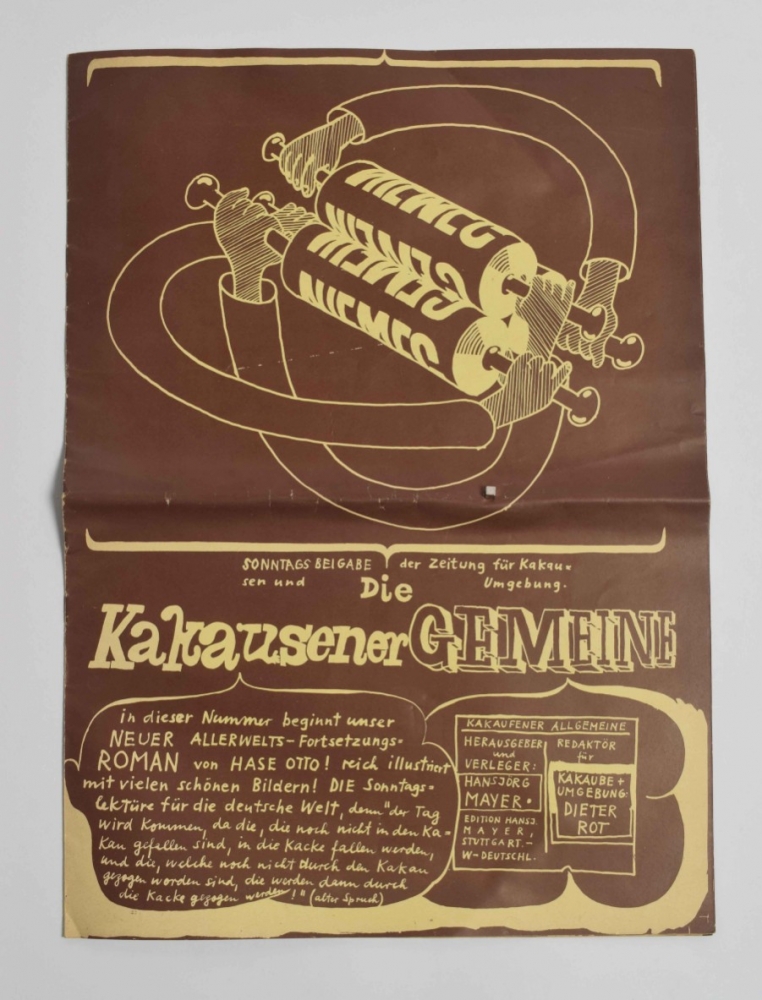 SONNTAGS BEIGABE der Zeitung für Kakau=
sen und Umgebung.
Die
Kakausener GEMEINE
in dieser Nummer beginnt unser
NEUER ALLERWELTS-Fortsetzungs=
ROMAN von HASE OTTO! reich illustriert
mit vielen schönen Bildern! DIE Sonntags=
Lektüre für die deutsche Welt, denn "der Tag
wird kommen, da die, die noch nicht in den Ka=
kau gefallen sind, in die Kacke fallen werden,
und die, welche noch nicht durch den Kakau
gezogen worden sind, die werden dann durch
die Kacke gezogen werden!" (alter Spruch)
KAKAUFENER ALLGEMEINE
HERAUSGEBER
und
VERLEGER:
HANSJÖRG
MAYER.
EDITION HANSJ.
MAYER,
STUTTGART.-
W-DEUTSCHL.
REDAKTÖR
für
KAKAUBE +
UMGEBUNG:
DIETER
ROT